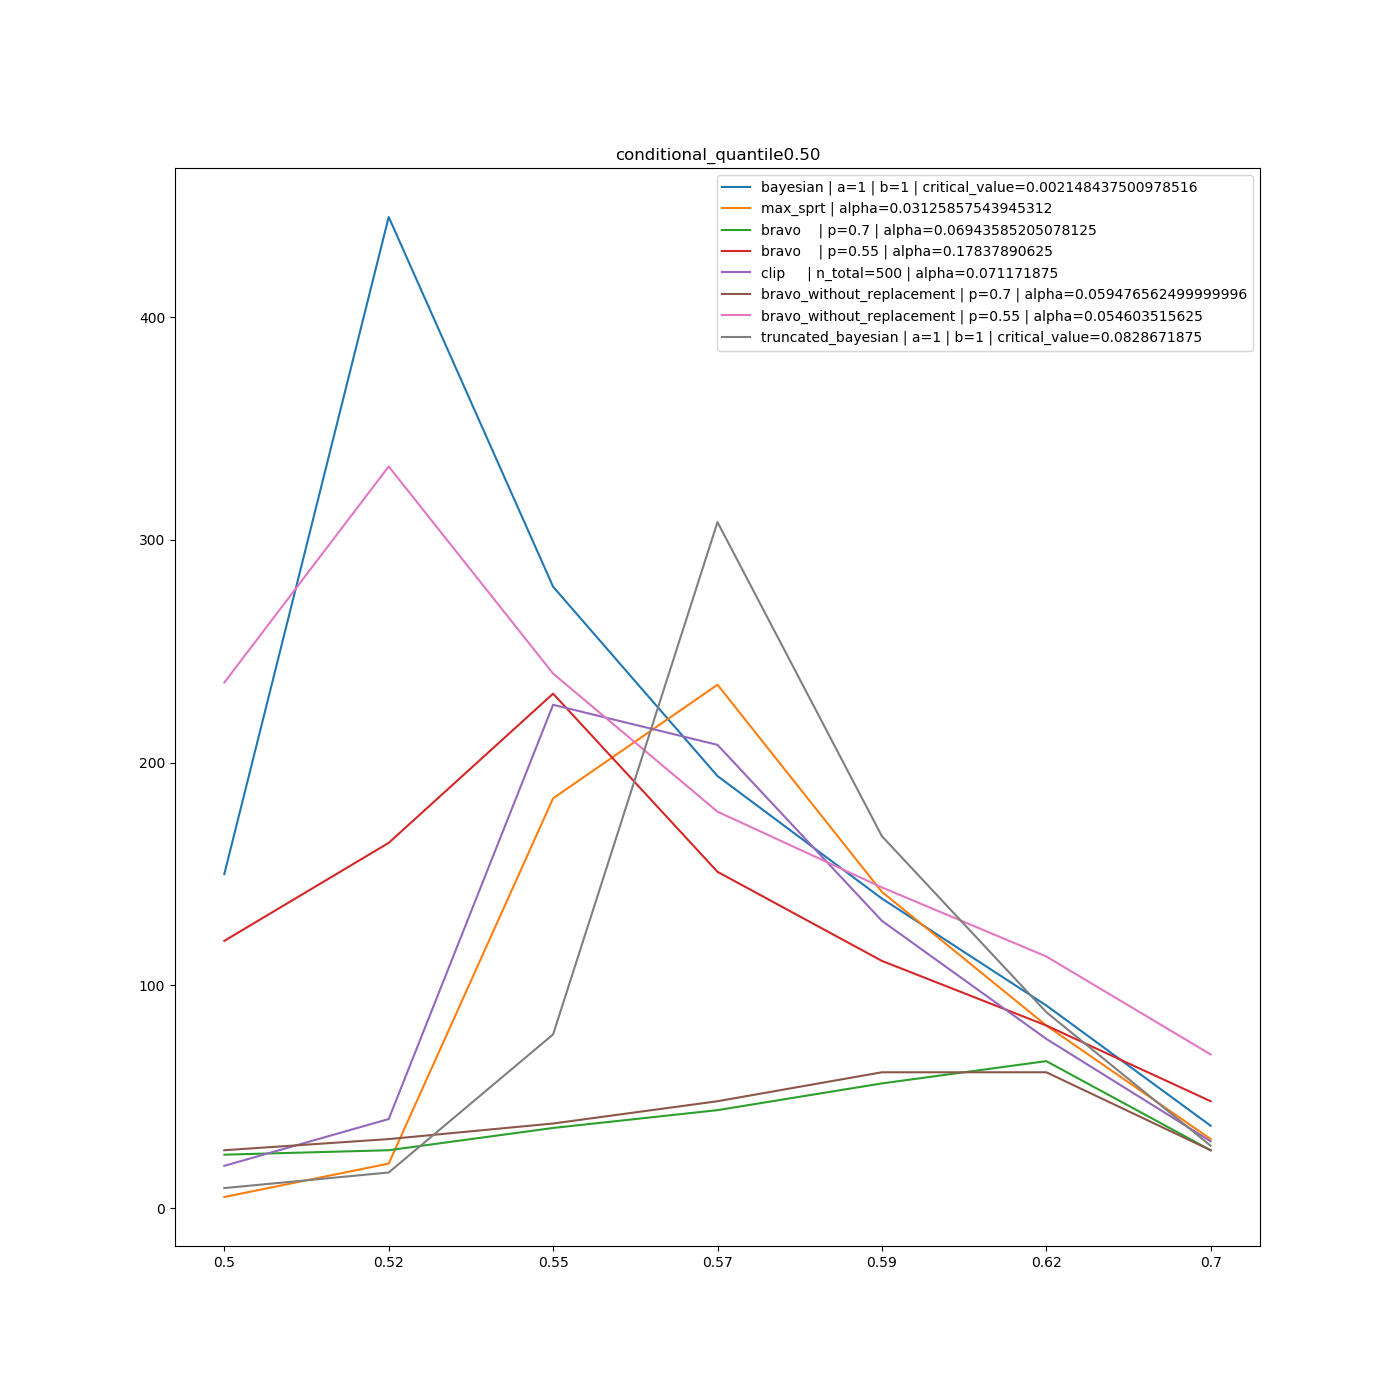 conditional_quantile0.50
bayesian | a=1 | b=1 | critical_value=0.002148437500978516
max_sprt | alpha=0.03125857543945312
bravo    | p=0.7 | alpha=0.06943585205078125
bravo    | p=0.55 | alpha=0.17837890625
clip     | n_total=500 | alpha=0.071171875
bravo_without_replacement | p=0.7 | alpha=0.059476562499999996
bravo_without_replacement | p=0.55 | alpha=0.054603515625
truncated_bayesian | a=1 | b=1 | critical_value=0.0828671875
400
300
200
100
0
0.5 0.52 0.55 0.57 0.59 0.62 0.7